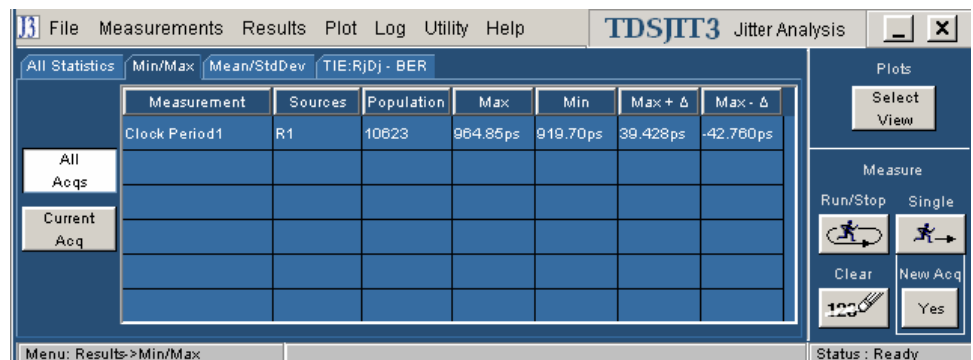 J3 File Measurements Results Plot Log Utility Help TDSJIT3 Jitter Analysis
All Statistics Min/Max Mean/StdDev TIE:RjDj - BER
Measurement Sources Population Max Min Max + Δ Max - Δ
Clock Period1 R1 10623 964.85ps 919.70ps 39.428ps -42.760ps
All
Acqs
Current
Acq
Plots
Select
View
Measure
Run/Stop Single
Clear New Acq
123 Yes
Menu: Results->Min/Max Status : Ready